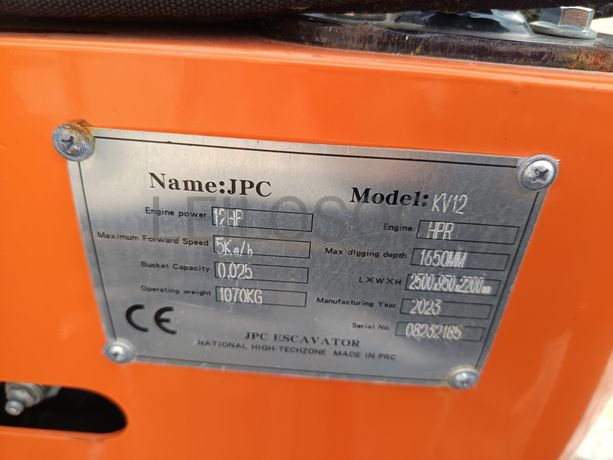 Name:JPC Model: KV12
Engine power 12HP Engine HPR
Maximum Forward Speed 5Km/h Max digging depth 1650MM
Bucket Capacity 0.025 L×W×H 2500x950x2200mm
Operating weight 1070KG Manufacturing Year 2023
Serial No. 08232185
CE
JPC ESCAVATOR
NATIONAL HIGH-TECHZONE MADE IN PRC